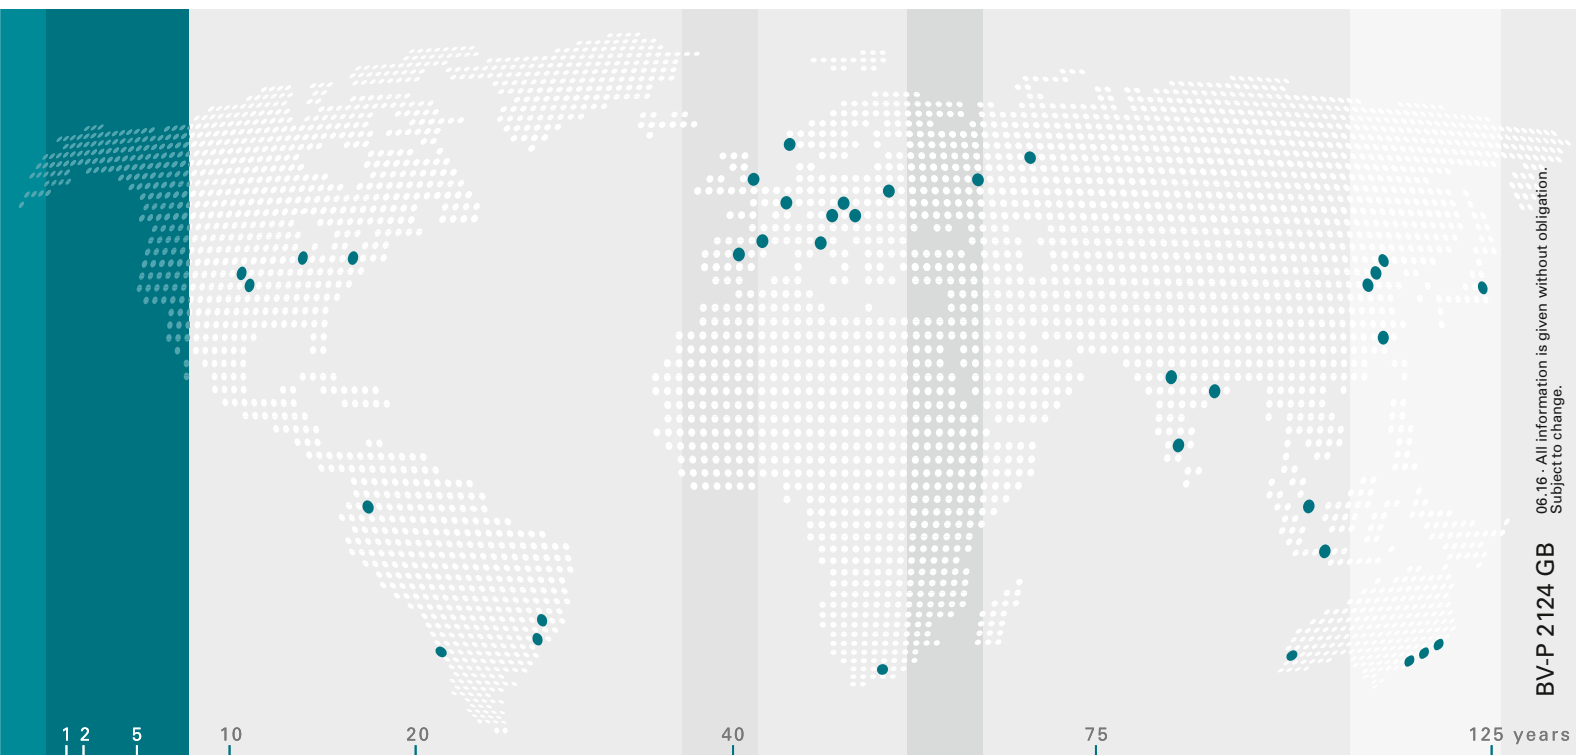 06.16 · All information is given without obligation.
Subject to change.
BV-P 2124 GB
1 2 5 10 20 40 75 125 years